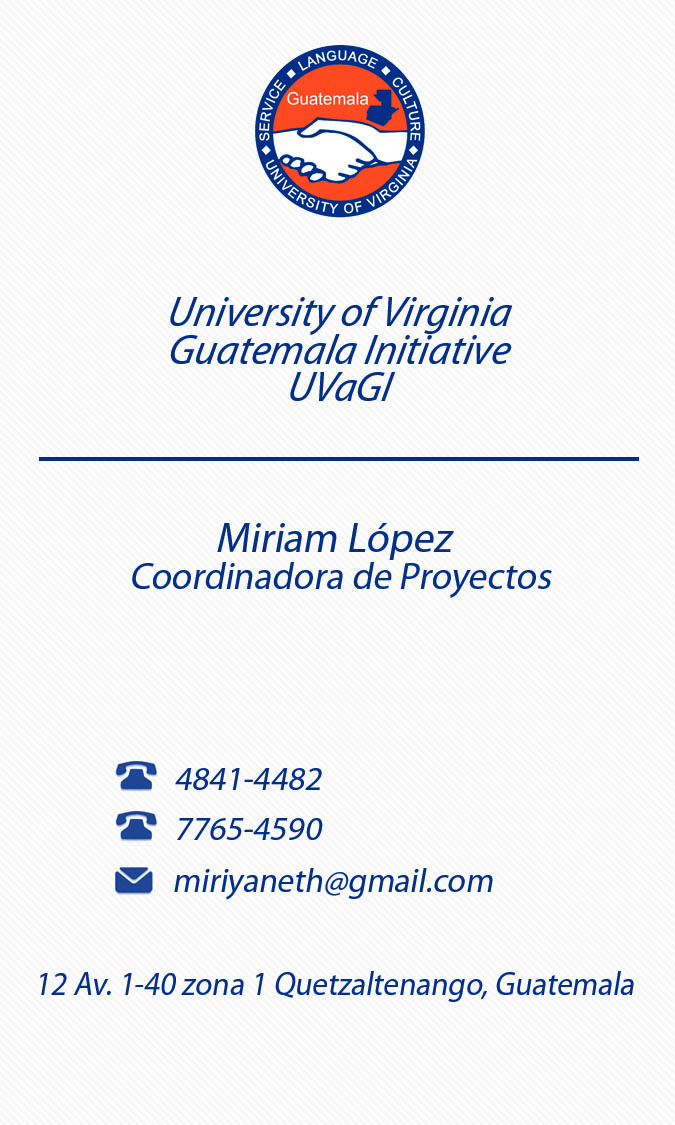 SERVICE LANGUAGE CULTURE
Guatemala
UNIVERSITY OF VIRGINIA
University of Virginia
Guatemala Initiative
UVaGI
Miriam López
Coordinadora de Proyectos
4841-4482
7765-4590
miriyaneth@gmail.com
12 Av. 1-40 zona 1 Quetzaltenango, Guatemala